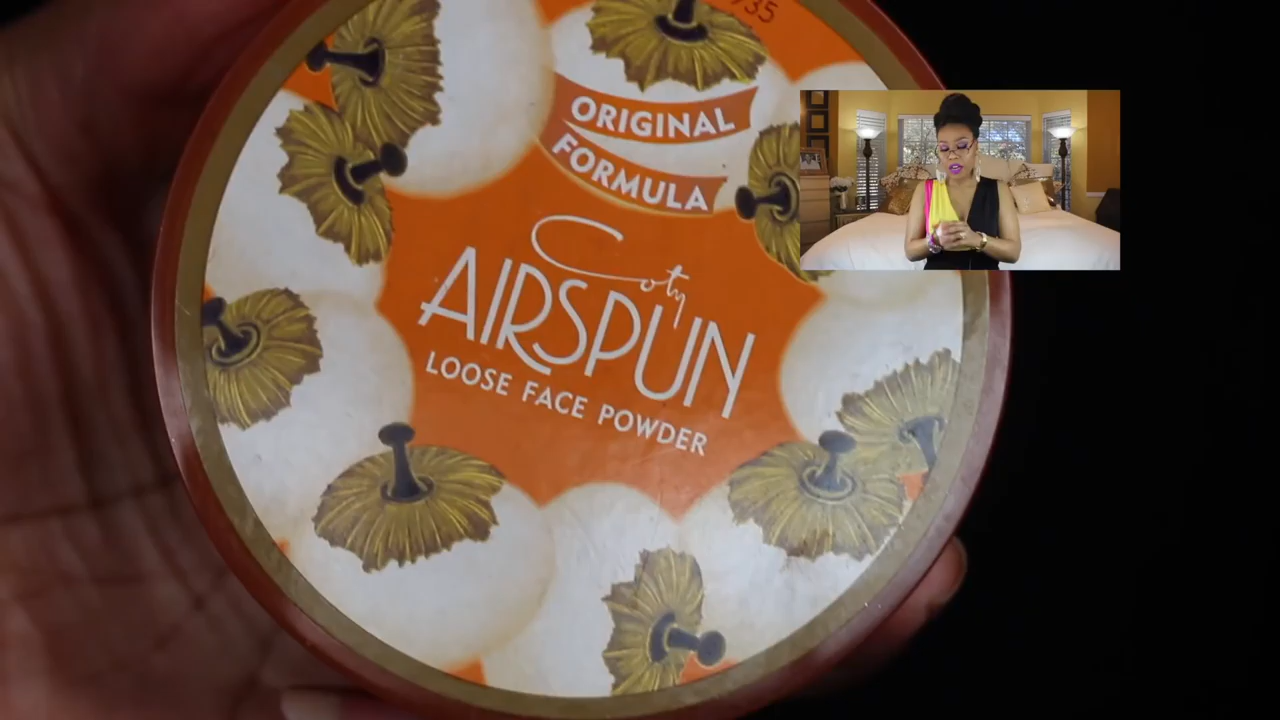 ORIGINAL
FORMULA
Coty
AIRSPUN
LOOSE FACE POWDER